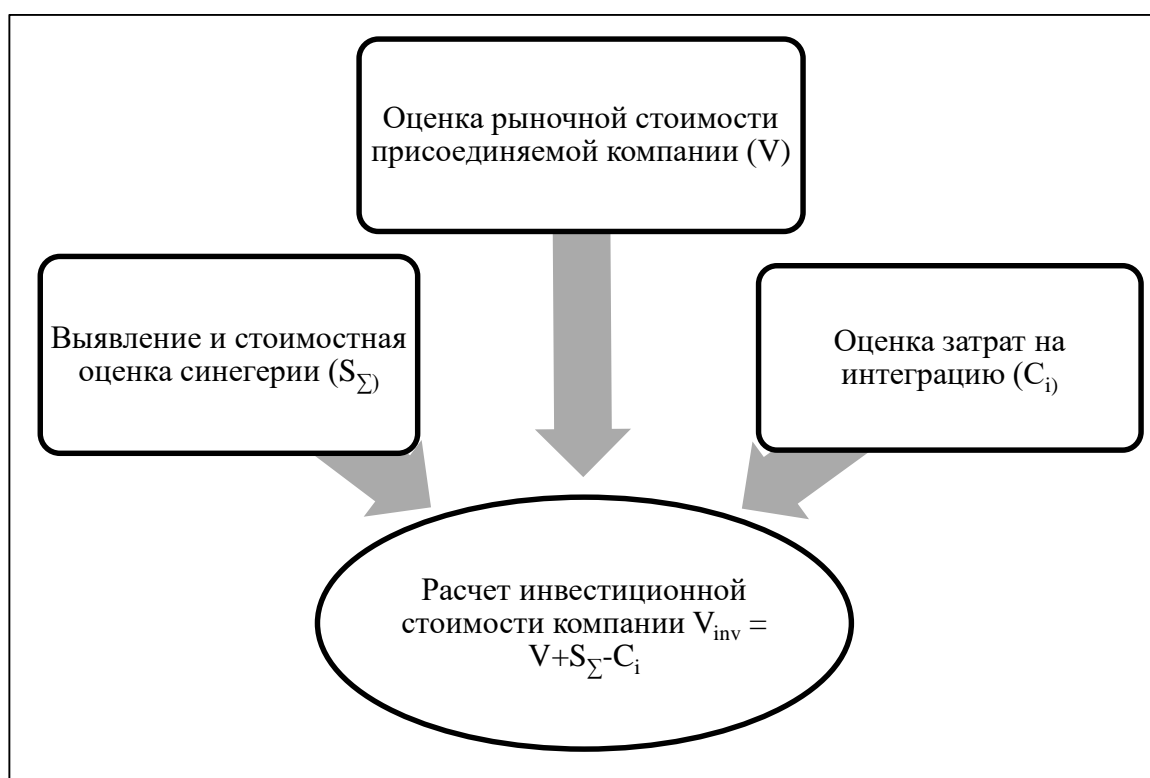 Оценка рыночной стоимости
присоединяемой компании (V)
Выявление и стоимостная
оценка синегерии (S∑)
Оценка затрат на
интеграцию (Ci)
Расчет инвестиционной
стоимости компании Vinv =
V+S∑-Ci